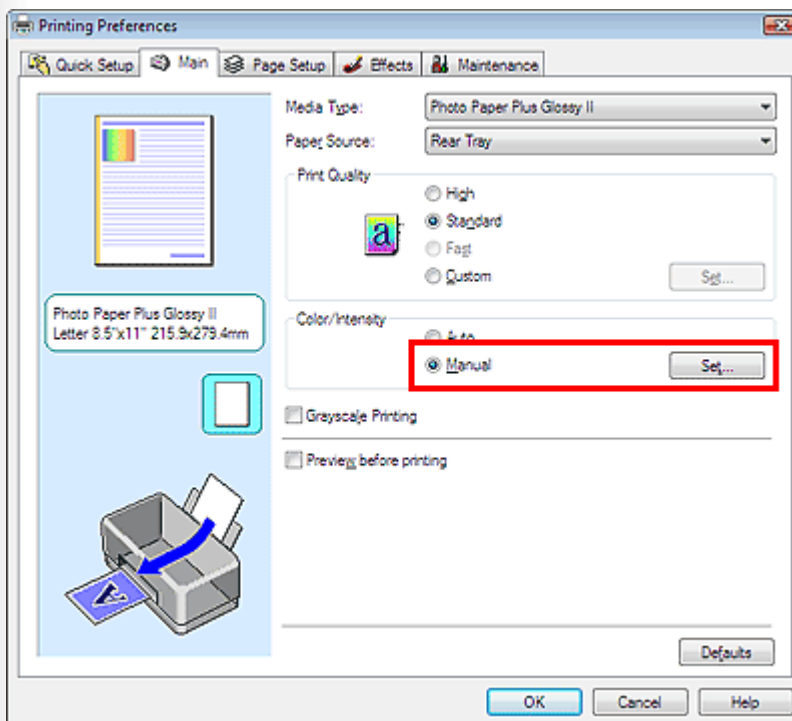 Printing Preferences
Quick Setup Main Page Setup Effects Maintenance
Media Type: Photo Paper Plus Glossy II
Paper Source: Rear Tray
Print Quality
High
Standard
Fast
Custom Set...
Photo Paper Plus Glossy II
Letter 8.5"x11" 215.9x279.4mm
Color/Intensity
Auto
Manual Set...
Grayscale Printing
Preview before printing
Defaults
OK Cancel Help